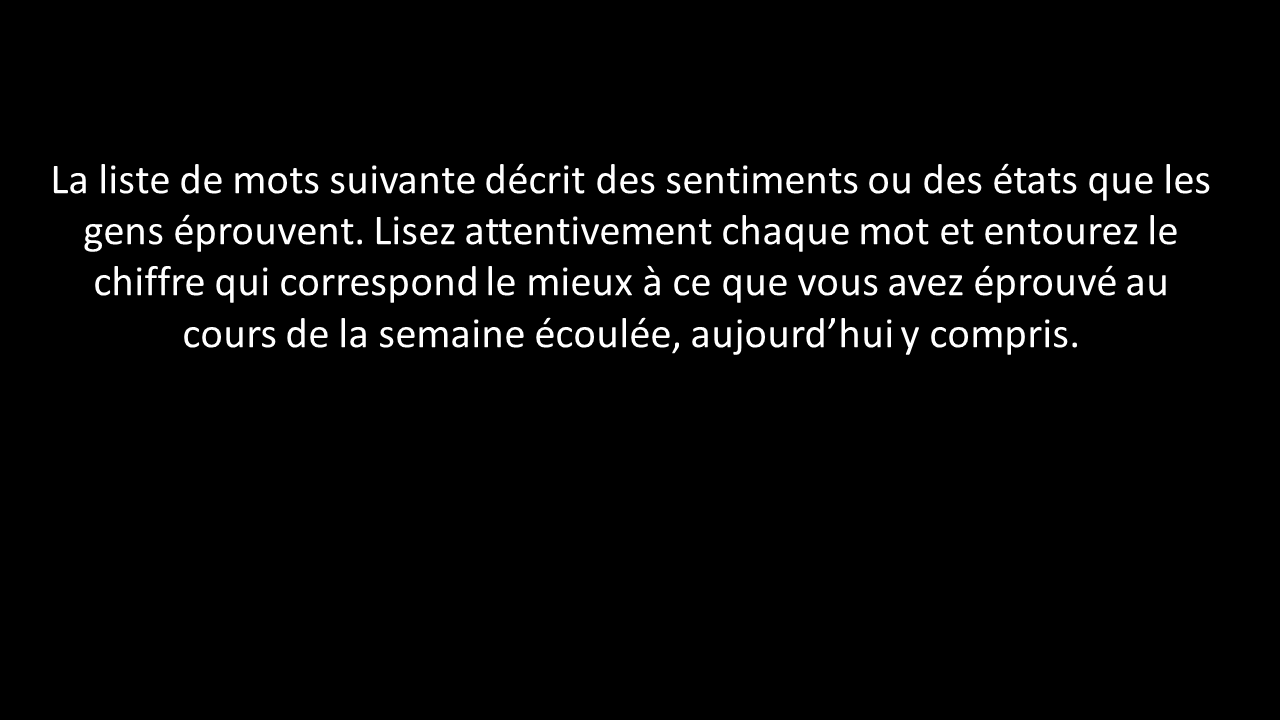 La liste de mots suivante décrit des sentiments ou des états que les
gens éprouvent. Lisez attentivement chaque mot et entourez le
chiffre qui correspond le mieux à ce que vous avez éprouvé au
cours de la semaine écoulée, aujourd’hui y compris.